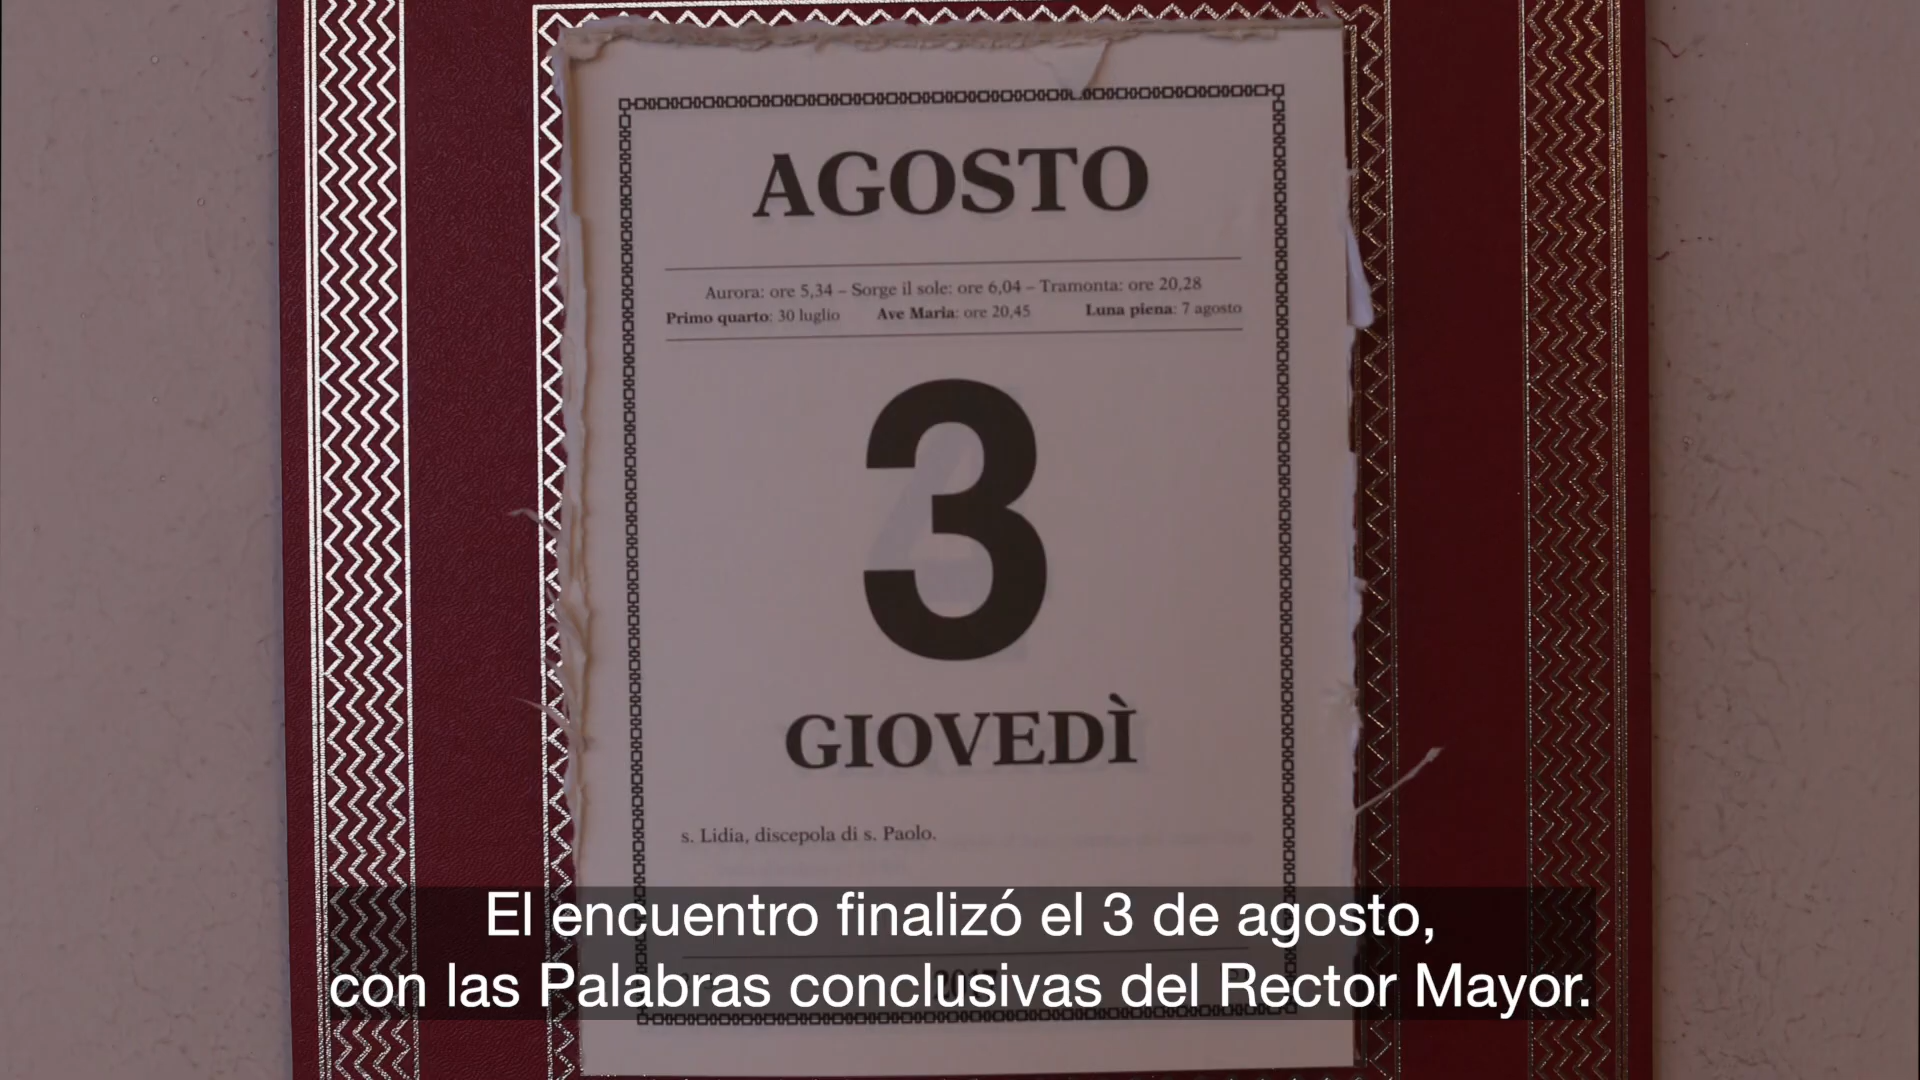 AGOSTO
Aurora: ore 5,34 – Sorge il sole: ore 6,04 – Tramonta: ore 20,28
Primo quarto: 30 luglio Ave Maria: ore 20,45 Luna piena: 7 agosto
3
GIOVEDÌ
s. Lidia, discepola di s. Paolo.
El encuentro finalizó el 3 de agosto,
con las Palabras conclusivas del Rector Mayor.